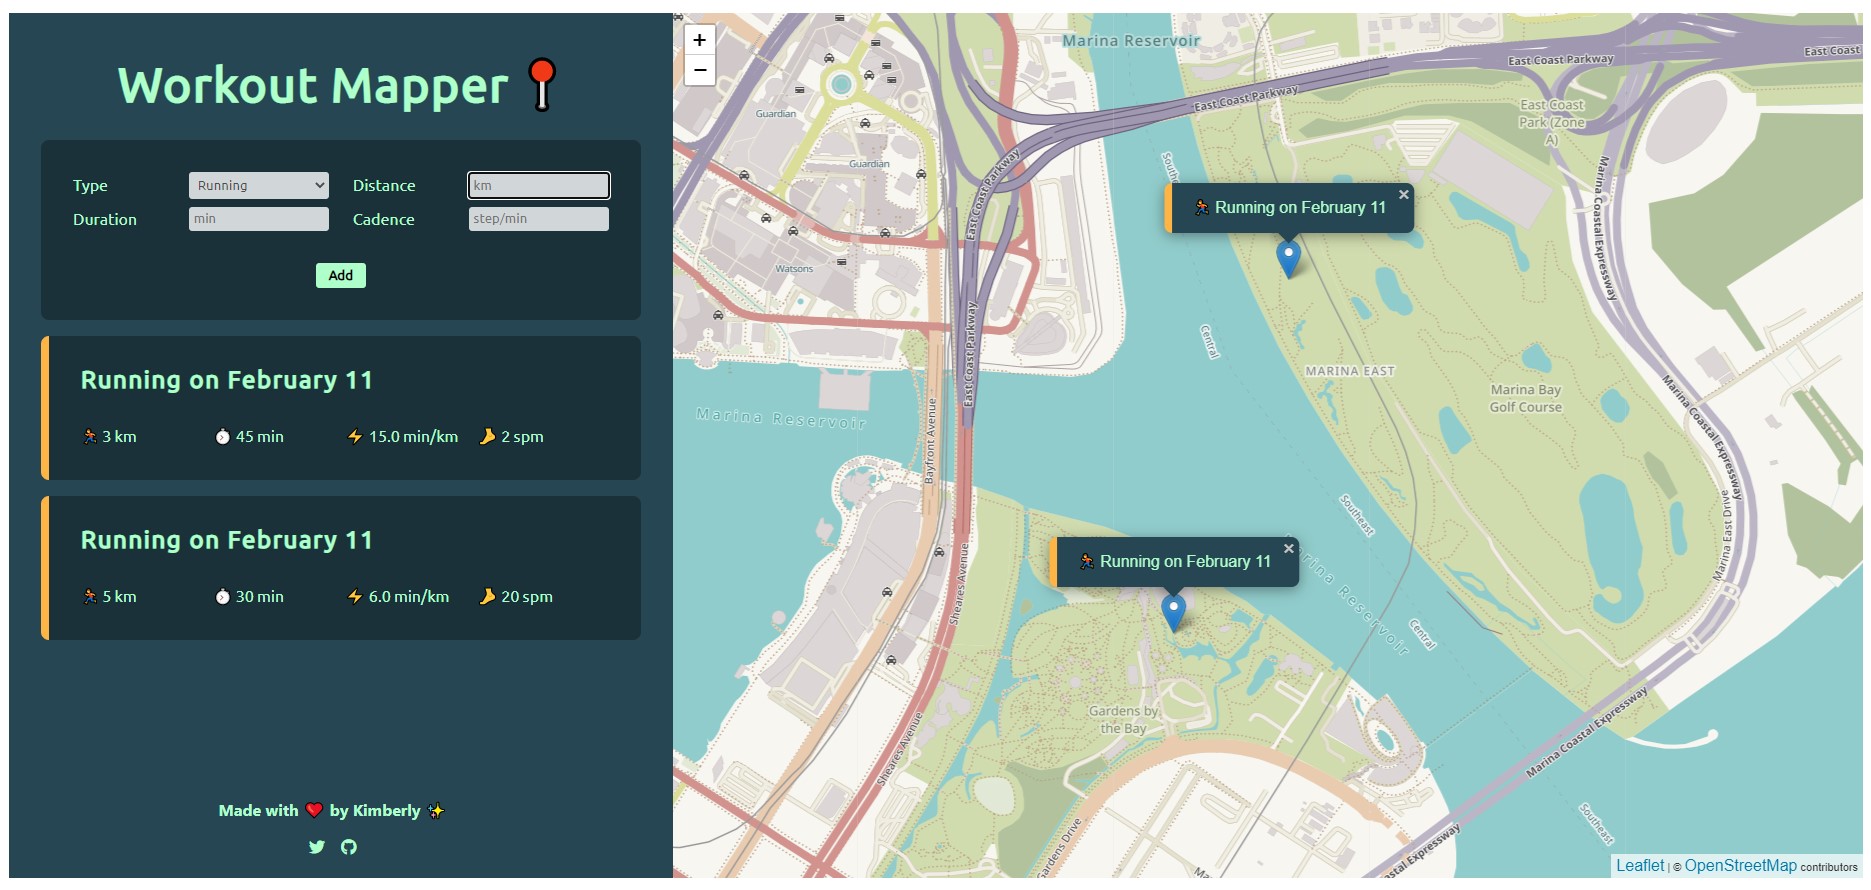 Workout Mapper
Type
Running
Distance
km
Duration
min
Cadence
step/min
Add
Running on February 11
3 km
45 min
15.0 min/km
2 spm
Running on February 11
5 km
30 min
6.0 min/km
20 spm
Made with ❤️ by Kimberly ✨
+
−
Marina Reservoir
East Coast Parkway
East Coast Parkway
East Coast
East Coast
Park (Zone
A)
Guardian
Guardian
Watsons
East Coast Parkway
East Coast Parkway
Marina Coastal Expressway
Running on February 11
×
Central
MARINA EAST
Marina Bay
Golf Course
Marina Reservoir
Bayfront Avenue
Marina Coastal Expressway
Marina East Drive
Southeast
Running on February 11
×
Marina Reservoir
Central
Sheares Avenue
Gardens by
the Bay
Sheares Avenue
Marina Coastal Expressway
Southeast
Gardens Drive
Leaflet | © OpenStreetMap contributors